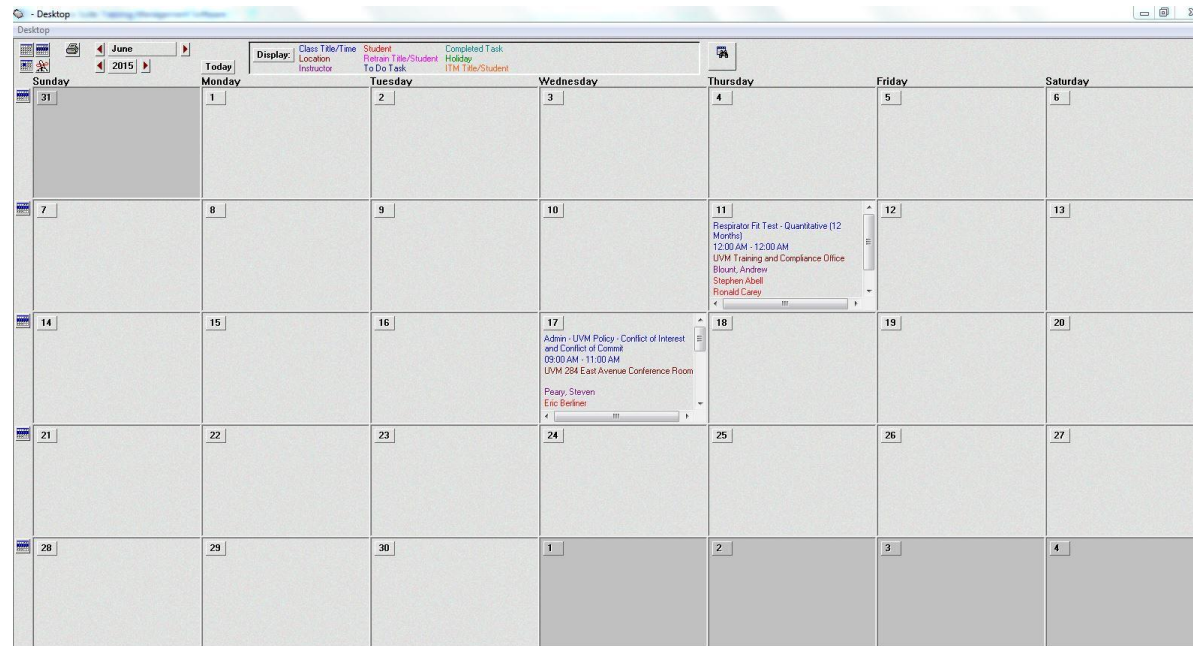 - Desktop
Desktop
June
2015
Today
Display:
Class Title/Time Student Completed Task
Location Retrain Title/Student Holiday
Instructor To Do Task ITM Title/Student
Sunday Monday Tuesday Wednesday Thursday Friday Saturday
31 1 2 3 4 5 6
7 8 9 10 11 12 13
Respirator Fit Test - Quantitative (12
Months)
12:00 AM - 12:00 AM
UVM Training and Compliance Office
Blount, Andrew
Stephen Abell
Ronald Carey
14 15 16 17 18 19 20
Admin - UVM Policy - Conflict of Interest
and Conflict of Commit
09:00 AM - 11:00 AM
UVM 284 East Avenue Conference Room
Peary, Steven
Eric Berliner
21 22 23 24 25 26 27
28 29 30 1 2 3 4